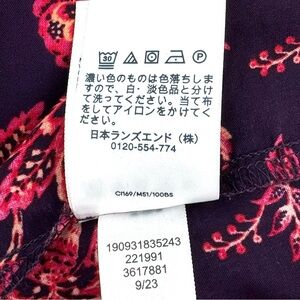 30
P
濃い色のものは色落ちしま
すので、白・淡色品と分け
て洗ってください。当て布
をしてアイロンをかけてく
ださい。
日本ランズエンド（株）
0120-554-774
CI169/M51/100BS
190931835243
221991
3617881
9/23